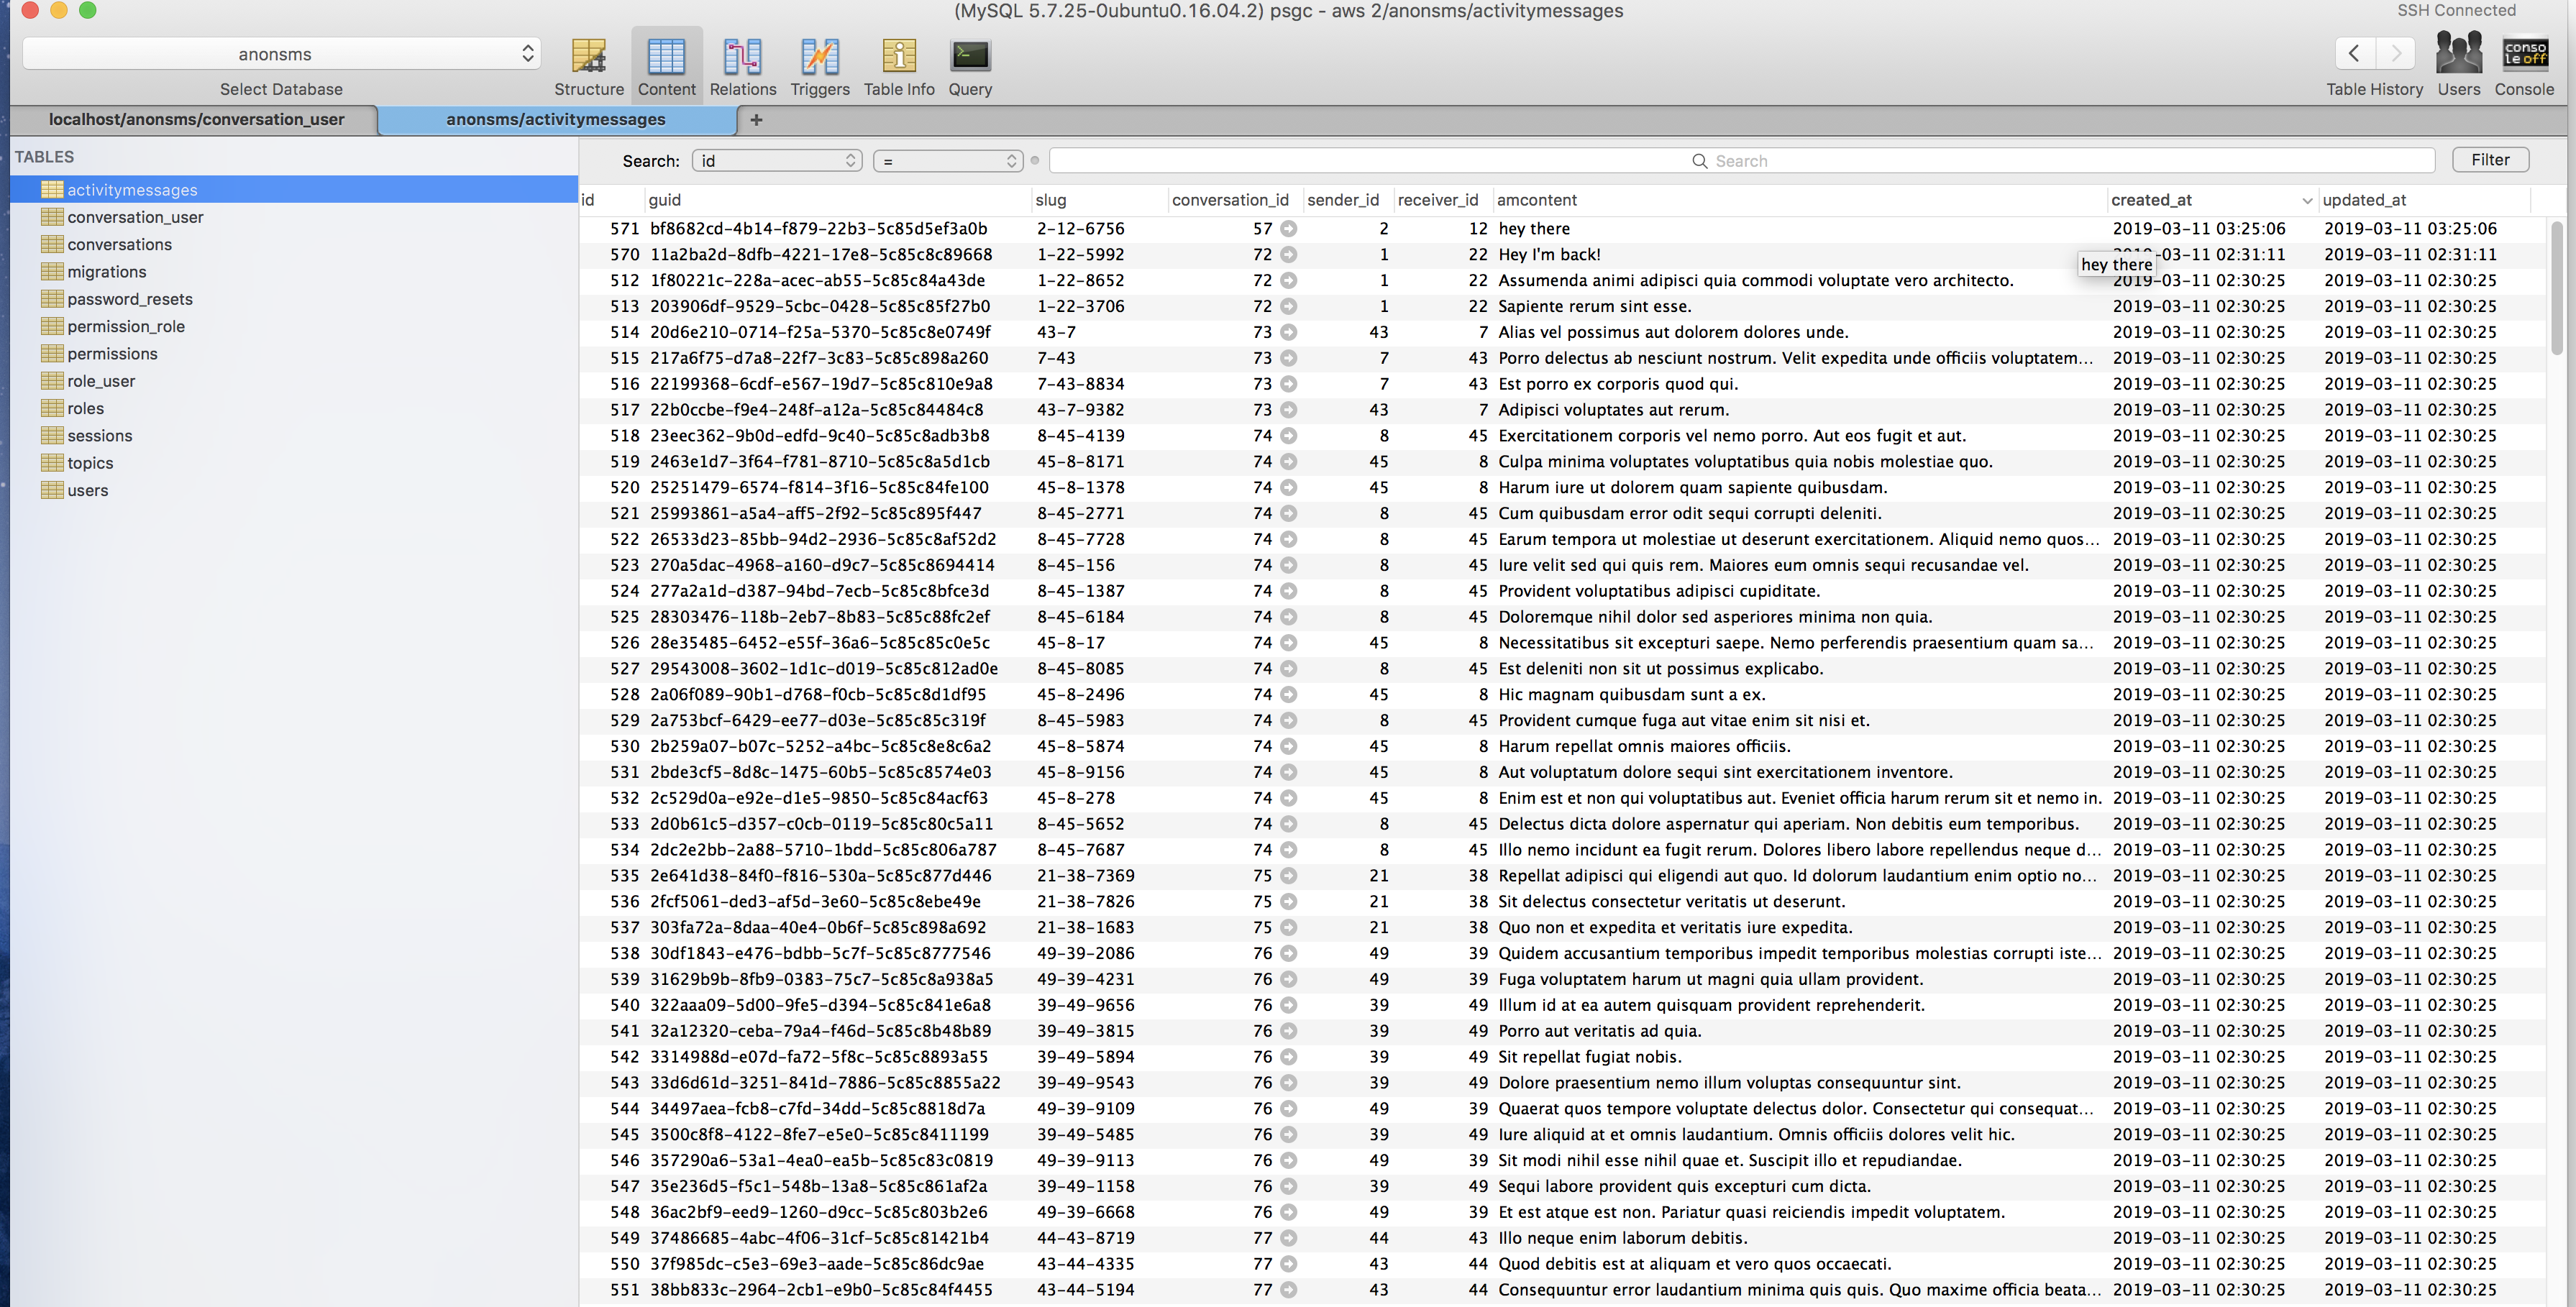 (MySQL 5.7.25-0ubuntu0.16.04.2) psgc - aws 2/anonsms/activitymessages
SSH Connected
anonsms
Select Database
Structure Content Relations Triggers Table Info Query
conso
le off
Table History Users Console
localhost/anonsms/conversation_user
anonsms/activitymessages
+
TABLES
activitymessages
conversation_user
conversations
migrations
password_resets
permission_role
permissions
role_user
roles
sessions
topics
users
Search: id = Search Filter
id guid slug conversation_id sender_id receiver_id amcontent created_at updated_at
571 bf8682cd-4b14-f879-22b3-5c85d5ef3a0b 2-12-6756 57 2 12 hey there 2019-03-11 03:25:06 2019-03-11 03:25:06
570 11a2ba2d-8dfb-4221-17e8-5c85c8c89668 1-22-5992 72 1 22 Hey I'm back! -03-11 02:31:11 2019-03-11 02:31:11
hey there
512 1f80221c-228a-acec-ab55-5c85c84a43de 1-22-8652 72 1 22 Assumenda animi adipisci quia commodi voluptate vero architecto. 2019-03-11 02:30:25 2019-03-11 02:30:25
513 203906df-9529-5cbc-0428-5c85c85f27b0 1-22-3706 72 1 22 Sapiente rerum sint esse. 2019-03-11 02:30:25 2019-03-11 02:30:25
514 20d6e210-0714-f25a-5370-5c85c8e0749f 43-7 73 43 7 Alias vel possimus aut dolorem dolores unde. 2019-03-11 02:30:25 2019-03-11 02:30:25
515 217a6f75-d7a8-22f7-3c83-5c85c898a260 7-43 73 7 43 Porro delectus ab nesciunt nostrum. Velit expedita unde officiis voluptatem... 2019-03-11 02:30:25 2019-03-11 02:30:25
516 22199368-6cdf-e567-19d7-5c85c810e9a8 7-43-8834 73 7 43 Est porro ex corporis quod qui. 2019-03-11 02:30:25 2019-03-11 02:30:25
517 22b0ccbe-f9e4-248f-a12a-5c85c84484c8 43-7-9382 73 43 7 Adipisci voluptates aut rerum. 2019-03-11 02:30:25 2019-03-11 02:30:25
518 23eec362-9b0d-edfd-9c40-5c85c8adb3b8 8-45-4139 74 8 45 Exercitationem corporis vel nemo porro. Aut eos fugit et aut. 2019-03-11 02:30:25 2019-03-11 02:30:25
519 2463e1d7-3f64-f781-8710-5c85c8a5d1cb 45-8-8171 74 45 8 Culpa minima voluptates voluptatibus quia nobis molestiae quo. 2019-03-11 02:30:25 2019-03-11 02:30:25
520 25251479-6574-f814-3f16-5c85c84fe100 45-8-1378 74 45 8 Harum iure ut dolorem quam sapiente quibusdam. 2019-03-11 02:30:25 2019-03-11 02:30:25
521 25993861-a5a4-aff5-2f92-5c85c895f447 8-45-2771 74 8 45 Cum quibusdam error odit sequi corrupti deleniti. 2019-03-11 02:30:25 2019-03-11 02:30:25
522 26533d23-85bb-94d2-2936-5c85c8af52d2 8-45-7728 74 8 45 Earum tempora ut molestiae ut deserunt exercitationem. Aliquid nemo quos... 2019-03-11 02:30:25 2019-03-11 02:30:25
523 270a5dac-4968-a160-d9c7-5c85c8694414 8-45-156 74 8 45 Iure velit sed qui quis rem. Maiores eum omnis sequi recusandae vel. 2019-03-11 02:30:25 2019-03-11 02:30:25
524 277a2a1d-d387-94bd-7ecb-5c85c8bfce3d 8-45-1387 74 8 45 Provident voluptatibus adipisci cupiditate. 2019-03-11 02:30:25 2019-03-11 02:30:25
525 28303476-118b-2eb7-8b83-5c85c88fc2ef 8-45-6184 74 8 45 Doloremque nihil dolor sed asperiores minima non quia. 2019-03-11 02:30:25 2019-03-11 02:30:25
526 28e35485-6452-e55f-36a6-5c85c85c0e5c 45-8-17 74 45 8 Necessitatibus sit excepturi saepe. Nemo perferendis praesentium quam sa... 2019-03-11 02:30:25 2019-03-11 02:30:25
527 29543008-3602-1d1c-d019-5c85c812ad0e 8-45-8085 74 8 45 Est deleniti non sit ut possimus explicabo. 2019-03-11 02:30:25 2019-03-11 02:30:25
528 2a06f089-90b1-d768-f0cb-5c85c8d1df95 45-8-2496 74 45 8 Hic magnam quibusdam sunt a ex. 2019-03-11 02:30:25 2019-03-11 02:30:25
529 2a753bcf-6429-ee77-d03e-5c85c85c319f 8-45-5983 74 8 45 Provident cumque fuga aut vitae enim sit nisi et. 2019-03-11 02:30:25 2019-03-11 02:30:25
530 2b259a07-b07c-5252-a4bc-5c85c8e8c6a2 45-8-5874 74 45 8 Harum repellat omnis maiores officiis. 2019-03-11 02:30:25 2019-03-11 02:30:25
531 2bde3cf5-8d8c-1475-60b5-5c85c8574e03 45-8-9156 74 45 8 Aut voluptatum dolore sequi sint exercitationem inventore. 2019-03-11 02:30:25 2019-03-11 02:30:25
532 2c529d0a-e92e-d1e5-9850-5c85c84acf63 45-8-278 74 45 8 Enim est et non qui voluptatibus aut. Eveniet officia harum rerum sit et nemo in. 2019-03-11 02:30:25 2019-03-11 02:30:25
533 2d0b61c5-d357-c0cb-0119-5c85c80c5a11 8-45-5652 74 8 45 Delectus dicta dolore aspernatur qui aperiam. Non debitis eum temporibus. 2019-03-11 02:30:25 2019-03-11 02:30:25
534 2dc2e2bb-2a88-5710-1bdd-5c85c806a787 8-45-7687 74 8 45 Illo nemo incidunt ea fugit rerum. Dolores libero labore repellendus neque d... 2019-03-11 02:30:25 2019-03-11 02:30:25
535 2e641d38-84f0-f816-530a-5c85c877d446 21-38-7369 75 21 38 Repellat adipisci qui eligendi aut quo. Id dolorum laudantium enim optio no... 2019-03-11 02:30:25 2019-03-11 02:30:25
536 2fcf5061-ded3-af5d-3e60-5c85c8ebe49e 21-38-7826 75 21 38 Sit delectus consectetur veritatis ut deserunt. 2019-03-11 02:30:25 2019-03-11 02:30:25
537 303fa72a-8daa-40e4-0b6f-5c85c898a692 21-38-1683 75 21 38 Quo non et expedita et veritatis iure expedita. 2019-03-11 02:30:25 2019-03-11 02:30:25
538 30df1843-e476-bdbb-5c7f-5c85c8777546 49-39-2086 76 49 39 Quidem accusantium temporibus impedit temporibus molestias corrupti iste... 2019-03-11 02:30:25 2019-03-11 02:30:25
539 31629b9b-8fb9-0383-75c7-5c85c8a938a5 49-39-4231 76 49 39 Fuga voluptatem harum ut magni quia ullam provident. 2019-03-11 02:30:25 2019-03-11 02:30:25
540 322aaa09-5d00-9fe5-d394-5c85c841e6a8 39-49-9656 76 39 49 Illum id at ea autem quisquam provident reprehenderit. 2019-03-11 02:30:25 2019-03-11 02:30:25
541 32a12320-ceba-79a4-f46d-5c85c8b48b89 39-49-3815 76 39 49 Porro aut veritatis ad quia. 2019-03-11 02:30:25 2019-03-11 02:30:25
542 3314988d-e07d-fa72-5f8c-5c85c8893a55 39-49-5894 76 39 49 Sit repellat fugiat nobis. 2019-03-11 02:30:25 2019-03-11 02:30:25
543 33d6d61d-3251-841d-7886-5c85c8855a22 39-49-9543 76 39 49 Dolore praesentium nemo illum voluptas consequuntur sint. 2019-03-11 02:30:25 2019-03-11 02:30:25
544 34497aea-fcb8-c7fd-34dd-5c85c8818d7a 49-39-9109 76 49 39 Quaerat quos tempore voluptate delectus dolor. Consectetur qui consequat... 2019-03-11 02:30:25 2019-03-11 02:30:25
545 3500c8f8-4122-8fe7-e5e0-5c85c8411199 39-49-5485 76 39 49 Iure aliquid at et omnis laudantium. Omnis officiis dolores velit hic. 2019-03-11 02:30:25 2019-03-11 02:30:25
546 357290a6-53a1-4ea0-ea5b-5c85c83c0819 49-39-9113 76 49 39 Sit modi nihil esse nihil quae et. Suscipit illo et repudiandae. 2019-03-11 02:30:25 2019-03-11 02:30:25
547 35e236d5-f5c1-548b-13a8-5c85c861af2a 39-49-1158 76 39 49 Sequi labore provident quis excepturi cum dicta. 2019-03-11 02:30:25 2019-03-11 02:30:25
548 36ac2bf9-eed9-1260-d9cc-5c85c803b2e6 49-39-6668 76 49 39 Et est atque est non. Pariatur quasi reiciendis impedit voluptatem. 2019-03-11 02:30:25 2019-03-11 02:30:25
549 37486685-4abc-4f06-31cf-5c85c81421b4 44-43-8719 77 44 43 Illo neque enim laborum debitis. 2019-03-11 02:30:25 2019-03-11 02:30:25
550 37f985dc-c5e3-69e3-aade-5c85c86dc9ae 43-44-4335 77 43 44 Quod debitis est at aliquam et vero quos occaecati. 2019-03-11 02:30:25 2019-03-11 02:30:25
551 38bb833c-2964-2cb1-e9b0-5c85c84f4455 43-44-5194 77 43 44 Consequuntur error laudantium minima quis quis. Quo maxime officia beata... 2019-03-11 02:30:25 2019-03-11 02:30:25